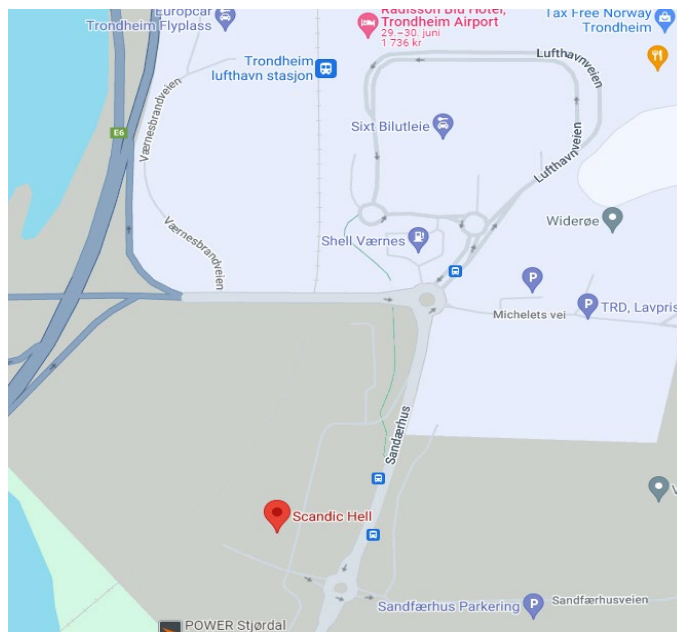 Europcar
Trondheim Flyplass
Radisson Blu Hotel,
Trondheim Airport
29.–30. juni
1 736 kr
Tax Free Norway
Trondheim
Trondheim
lufthavn stasjon
Lufthavnveien
E6
Værnesbrandveien
Sixt Bilutleie
Lufthavnveien
Værnesbrandveien
Widerøe
Shell Værnes
P
P
TRD, Lavpris
Michelets vei
Sandærhus
V
Scandic Hell
P
Sandfærhusveien
Sandfærhus Parkering
POWER Stjørdal